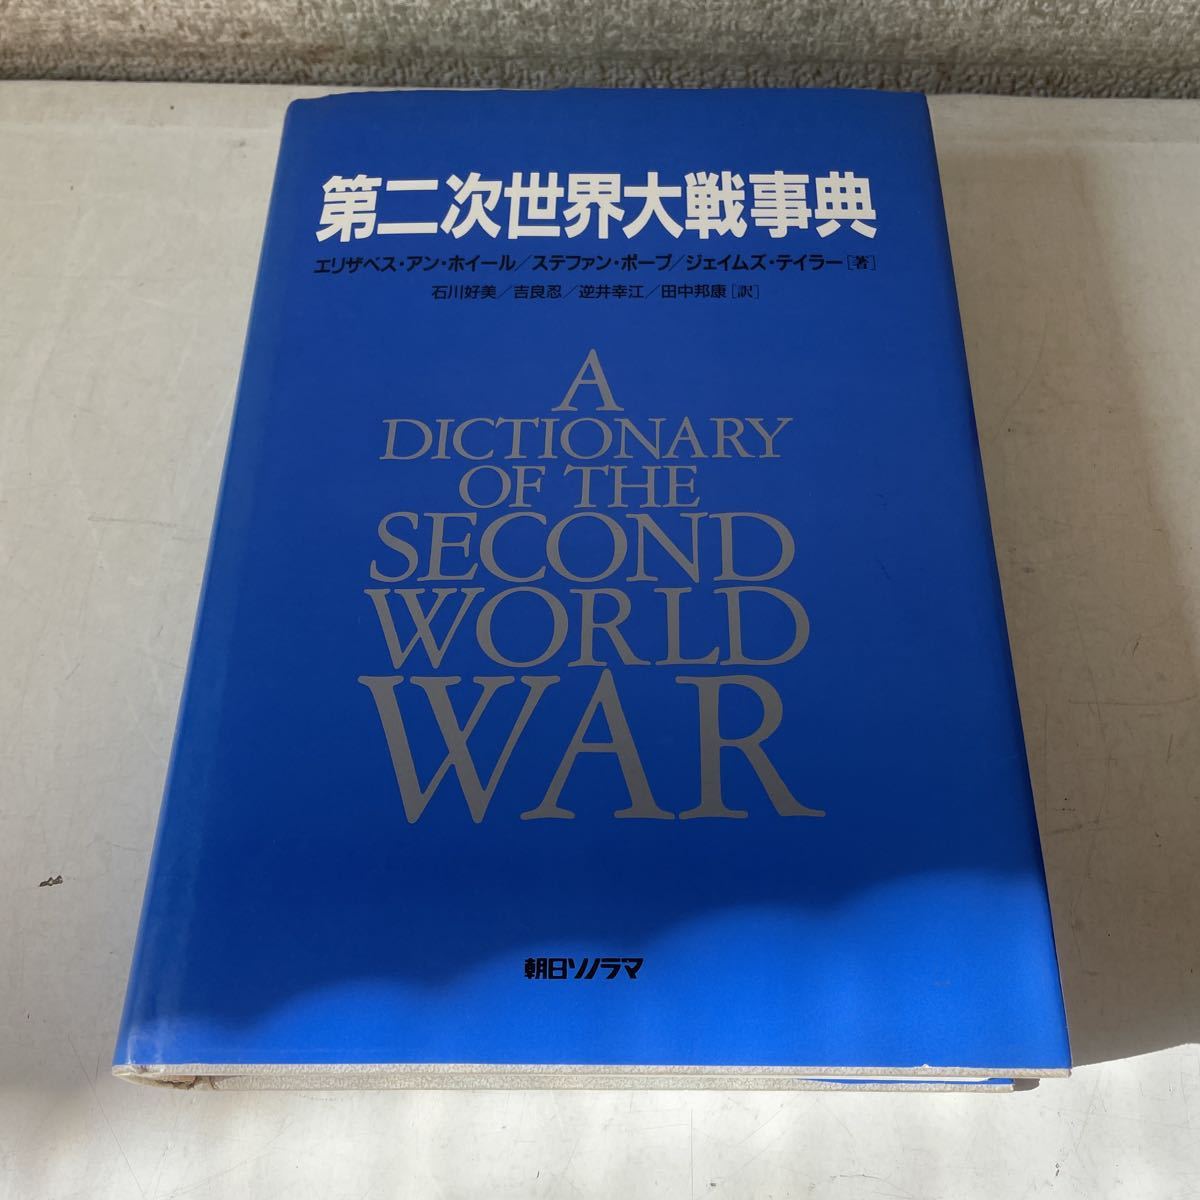 第二次世界大戦事典
エリザベス・アン・ホイール／ステファン・ポープ／ジェイムズ・テイラー[著]
石川好美／吉良忍／逆井幸江／田中邦康[訳]
A
DICTIONARY
OF THE
SECOND
WORLD
WAR
朝日ソノラマ